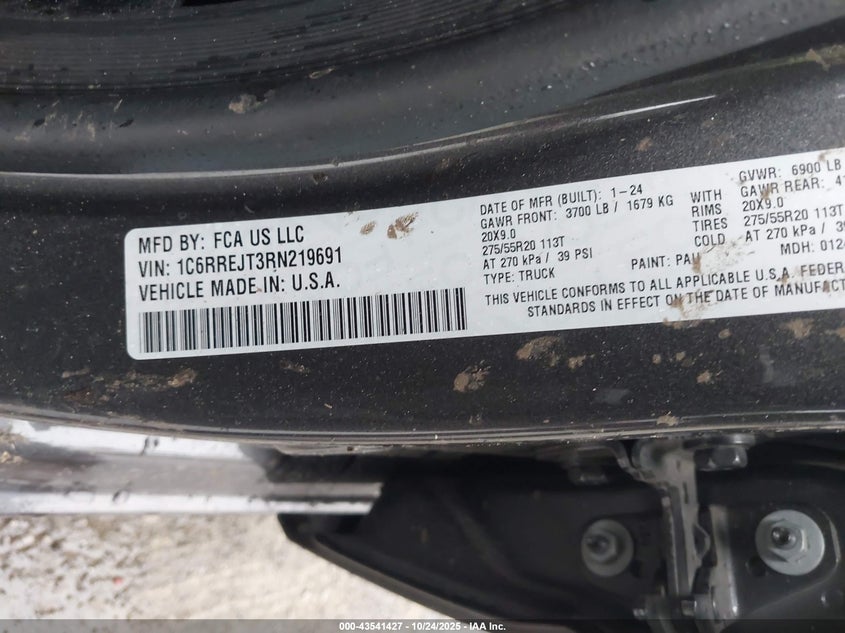 MFD BY: FCA US LLC
VIN: 1C6RREJT3RN219691
VEHICLE MADE IN: U.S.A.
DATE OF MFR (BUILT): 1-24
GAWR FRONT: 3700 LB / 1679 KG WITH
20X9.0 RIMS
275/55R20 113T TIRES
AT 270 kPa / 39 PSI COLD
TYPE: TRUCK
GVWR: 6900 LB
GAWR REAR:
20X9.0
275/55R20 113T
AT 270 kPa /
PAINT: MDH:
THIS VEHICLE CONFORMS TO ALL APPLICABLE U.S.A.
STANDARDS IN EFFECT ON THE DATE OF
000-43541427 - 10/24/2025 - IAA Inc.